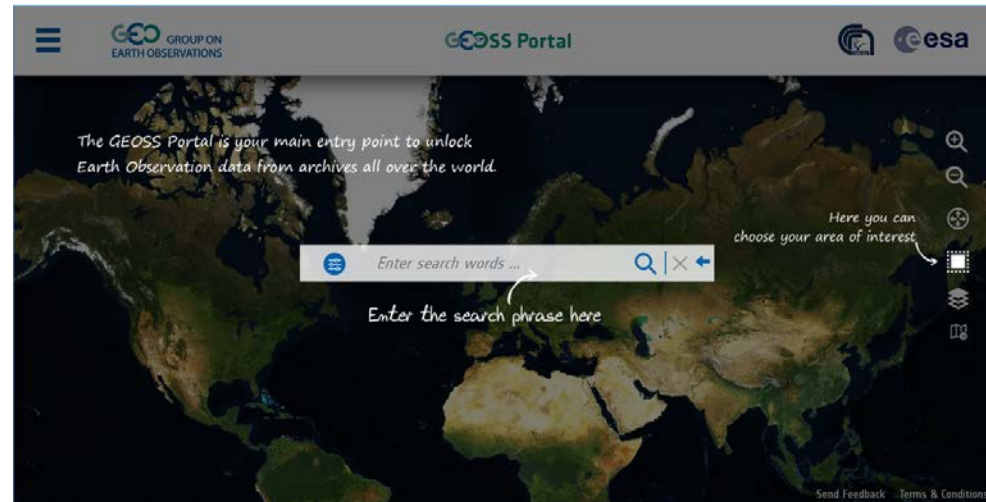 GEO GROUP ON
EARTH OBSERVATIONS
GEOSS Portal
esa
The GEOSS Portal is your main entry point to unlock
Earth Observation data from archives all over the world.
Here you can
choose your area of interest
Enter search words ...
Enter the search phrase here
Send Feedback Terms & Conditions